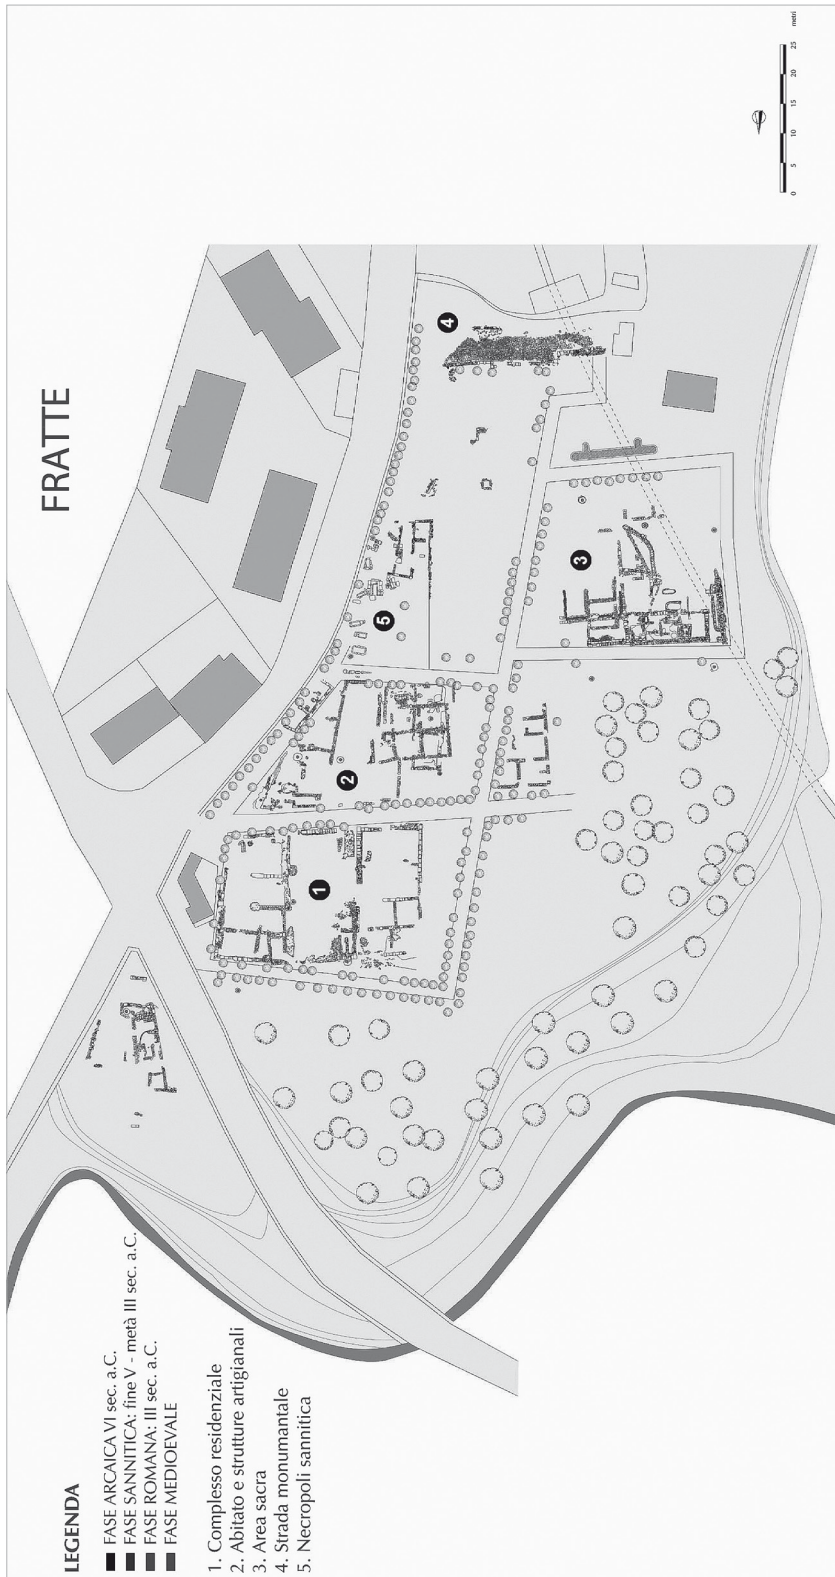 FRATTE
metri
0 5 10 15 20 25
4
5
3
2
1
LEGENDA
FASE ARCAICA VI sec. a.C.
FASE SANNITICA: fine V - metà III sec. a.C.
FASE ROMANA: III sec. a.C.
FASE MEDIOEVALE
1. Complesso residenziale
2. Abitato e strutture artigianali
3. Area sacra
4. Strada monumantale
5. Necropoli sannitica